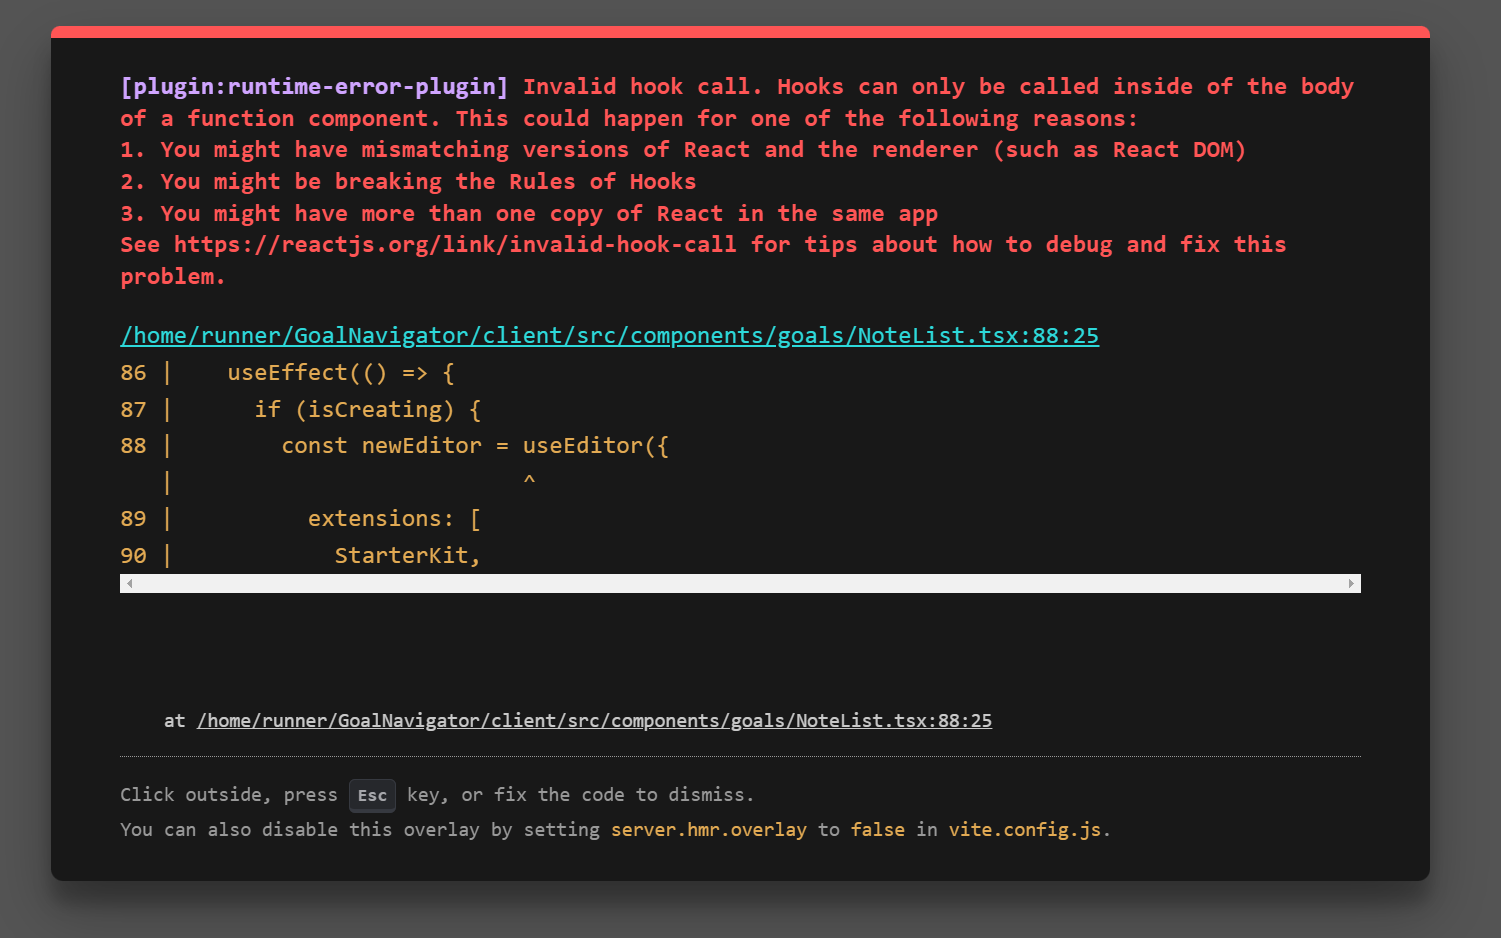 [plugin:runtime-error-plugin] Invalid hook call. Hooks can only be called inside of the body
of a function component. This could happen for one of the following reasons:
1. You might have mismatching versions of React and the renderer (such as React DOM)
2. You might be breaking the Rules of Hooks
3. You might have more than one copy of React in the same app
See https://reactjs.org/link/invalid-hook-call for tips about how to debug and fix this
problem.
/home/runner/GoalNavigator/client/src/components/goals/NoteList.tsx:88:25
86 |    useEffect(() => {
87 |      if (isCreating) {
88 |        const newEditor = useEditor({
   |                          ^
89 |          extensions: [
90 |            StarterKit,
at /home/runner/GoalNavigator/client/src/components/goals/NoteList.tsx:88:25
Click outside, press Esc key, or fix the code to dismiss.
You can also disable this overlay by setting server.hmr.overlay to false in vite.config.js.